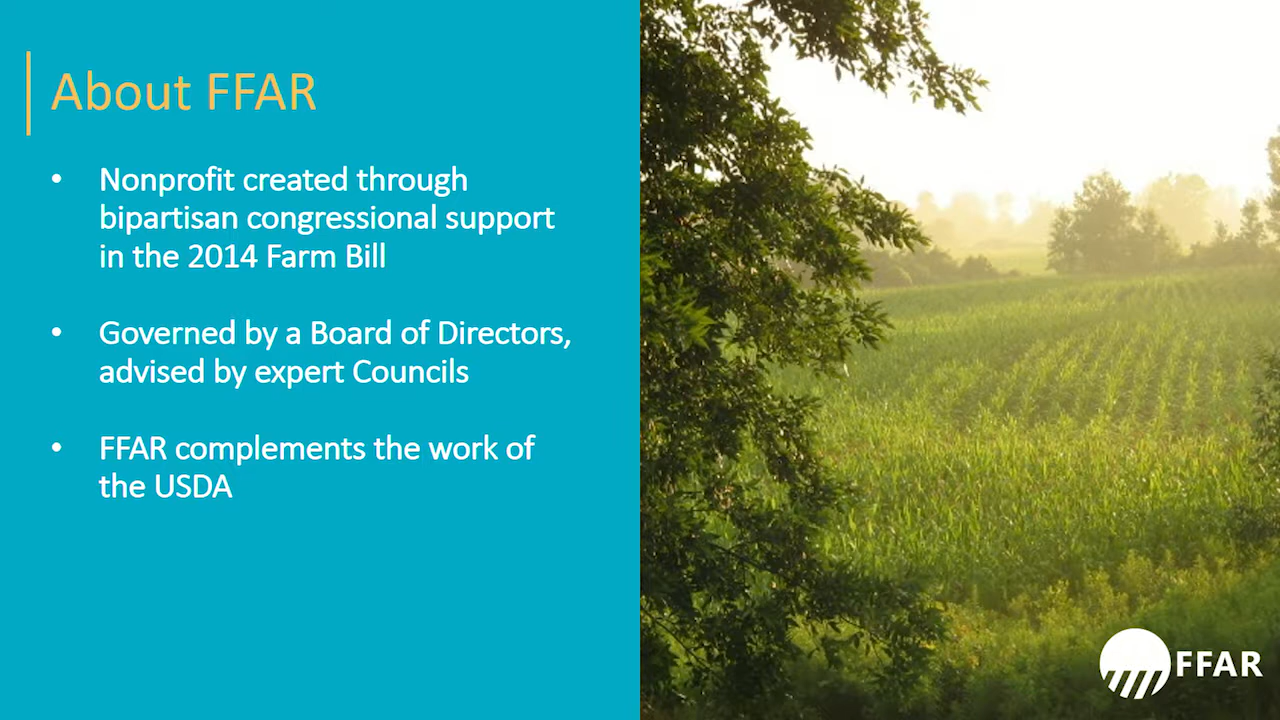 About FFAR
• Nonprofit created through
bipartisan congressional support
in the 2014 Farm Bill
• Governed by a Board of Directors,
advised by expert Councils
• FFAR complements the work of
the USDA
FFAR